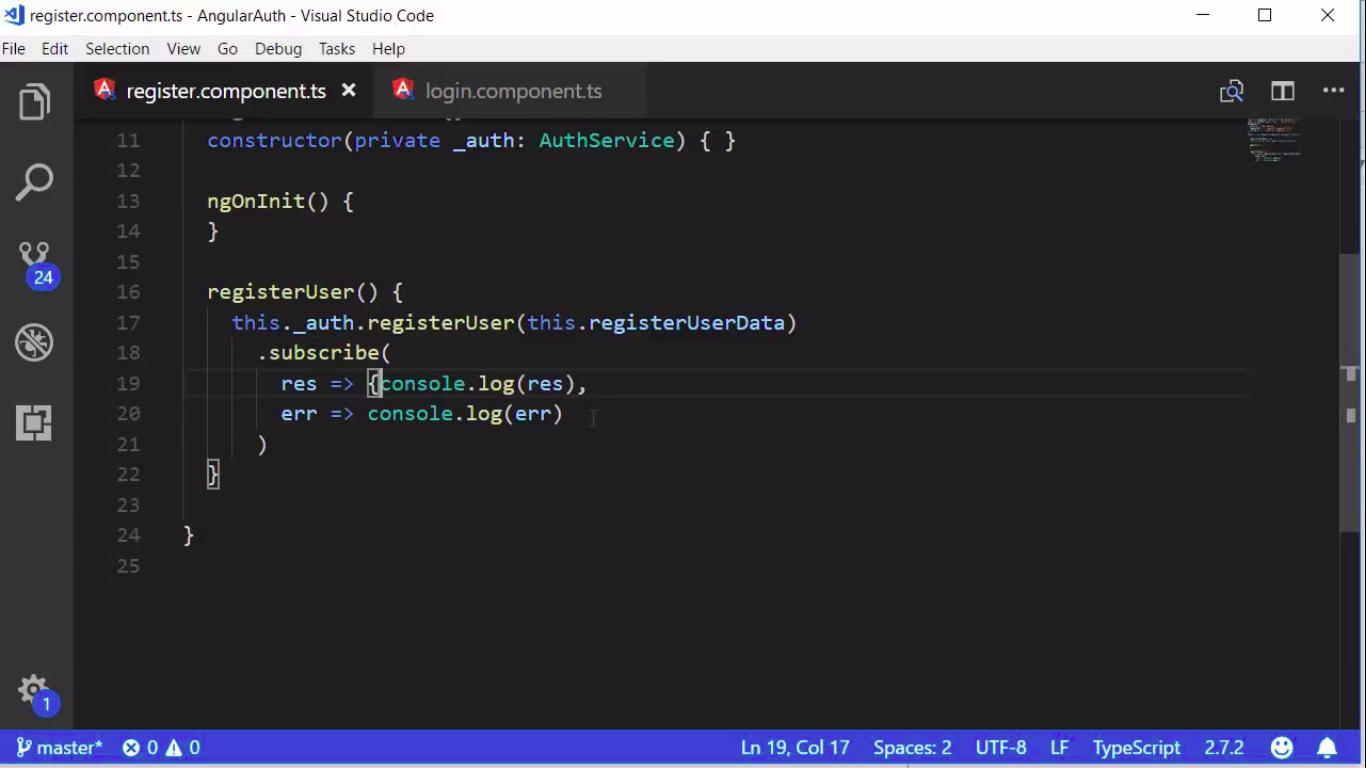 register.component.ts - AngularAuth - Visual Studio Code
File Edit Selection View Go Debug Tasks Help
register.component.ts login.component.ts
11 constructor(private _auth: AuthService) { }
12
13 ngOnInit() {
14 }
15
16 registerUser() {
17 this._auth.registerUser(this.registerUserData)
18 .subscribe(
19 res => {console.log(res),
20 err => console.log(err)
21 )
22 }
23
24 }
25
24
1
master* 0 0 Ln 19, Col 17 Spaces: 2 UTF-8 LF TypeScript 2.7.2